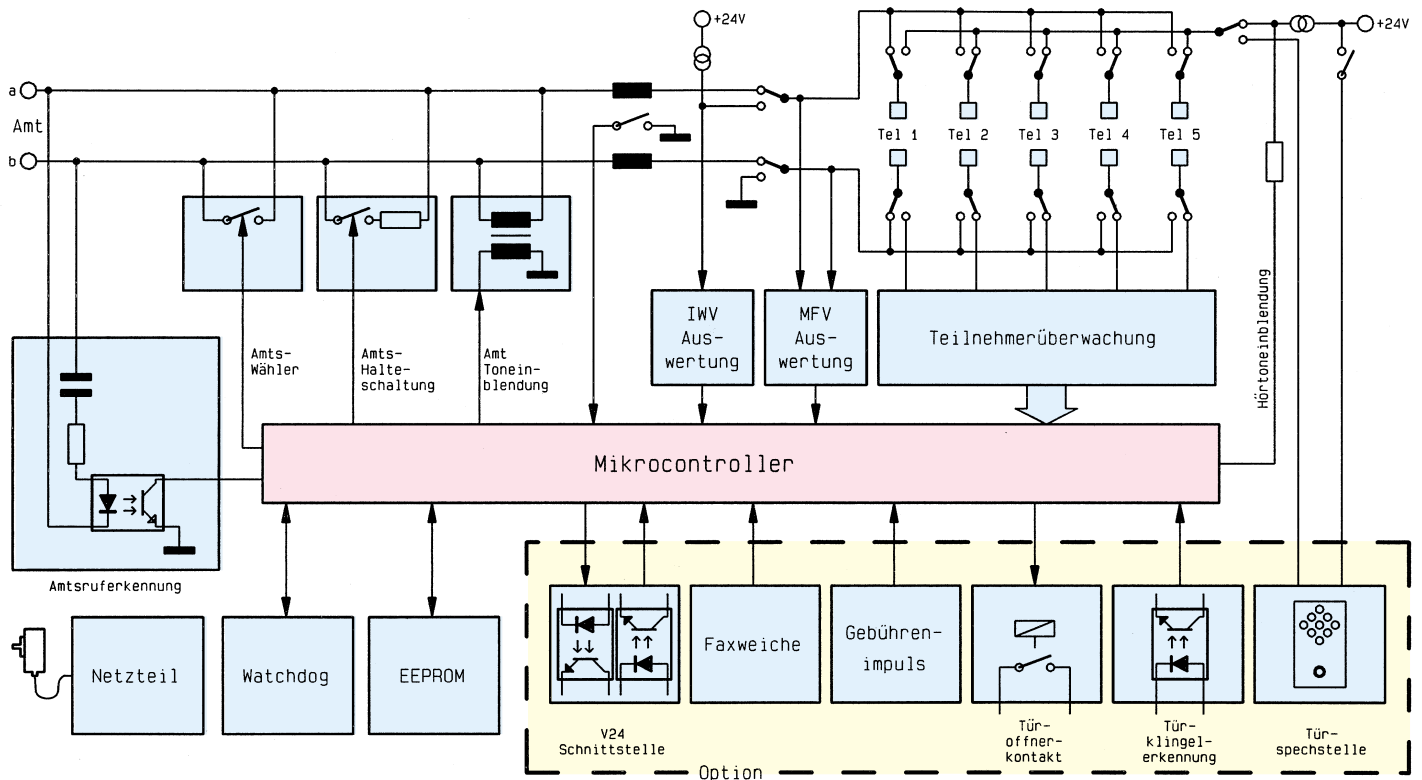 +24V
+24V
a
Amt
b
Tel 1
Tel 2
Tel 3
Tel 4
Tel 5
Hörtoneinblendung
IWV
Aus-
wertung
MFV
Aus-
wertung
Teilnehmerüberwachung
Amts-
Wähler
Amts-
Halte-
schaltung
Amt
Tonein-
blendung
Mikrocontroller
Amtsruferkennung
Netzteil
Watchdog
EEPROM
V24
Schnittstelle
Faxweiche
Gebühren-
impuls
Tür-
offner-
kontakt
Tür-
klingel-
erkennung
Tür-
spechstelle
Option